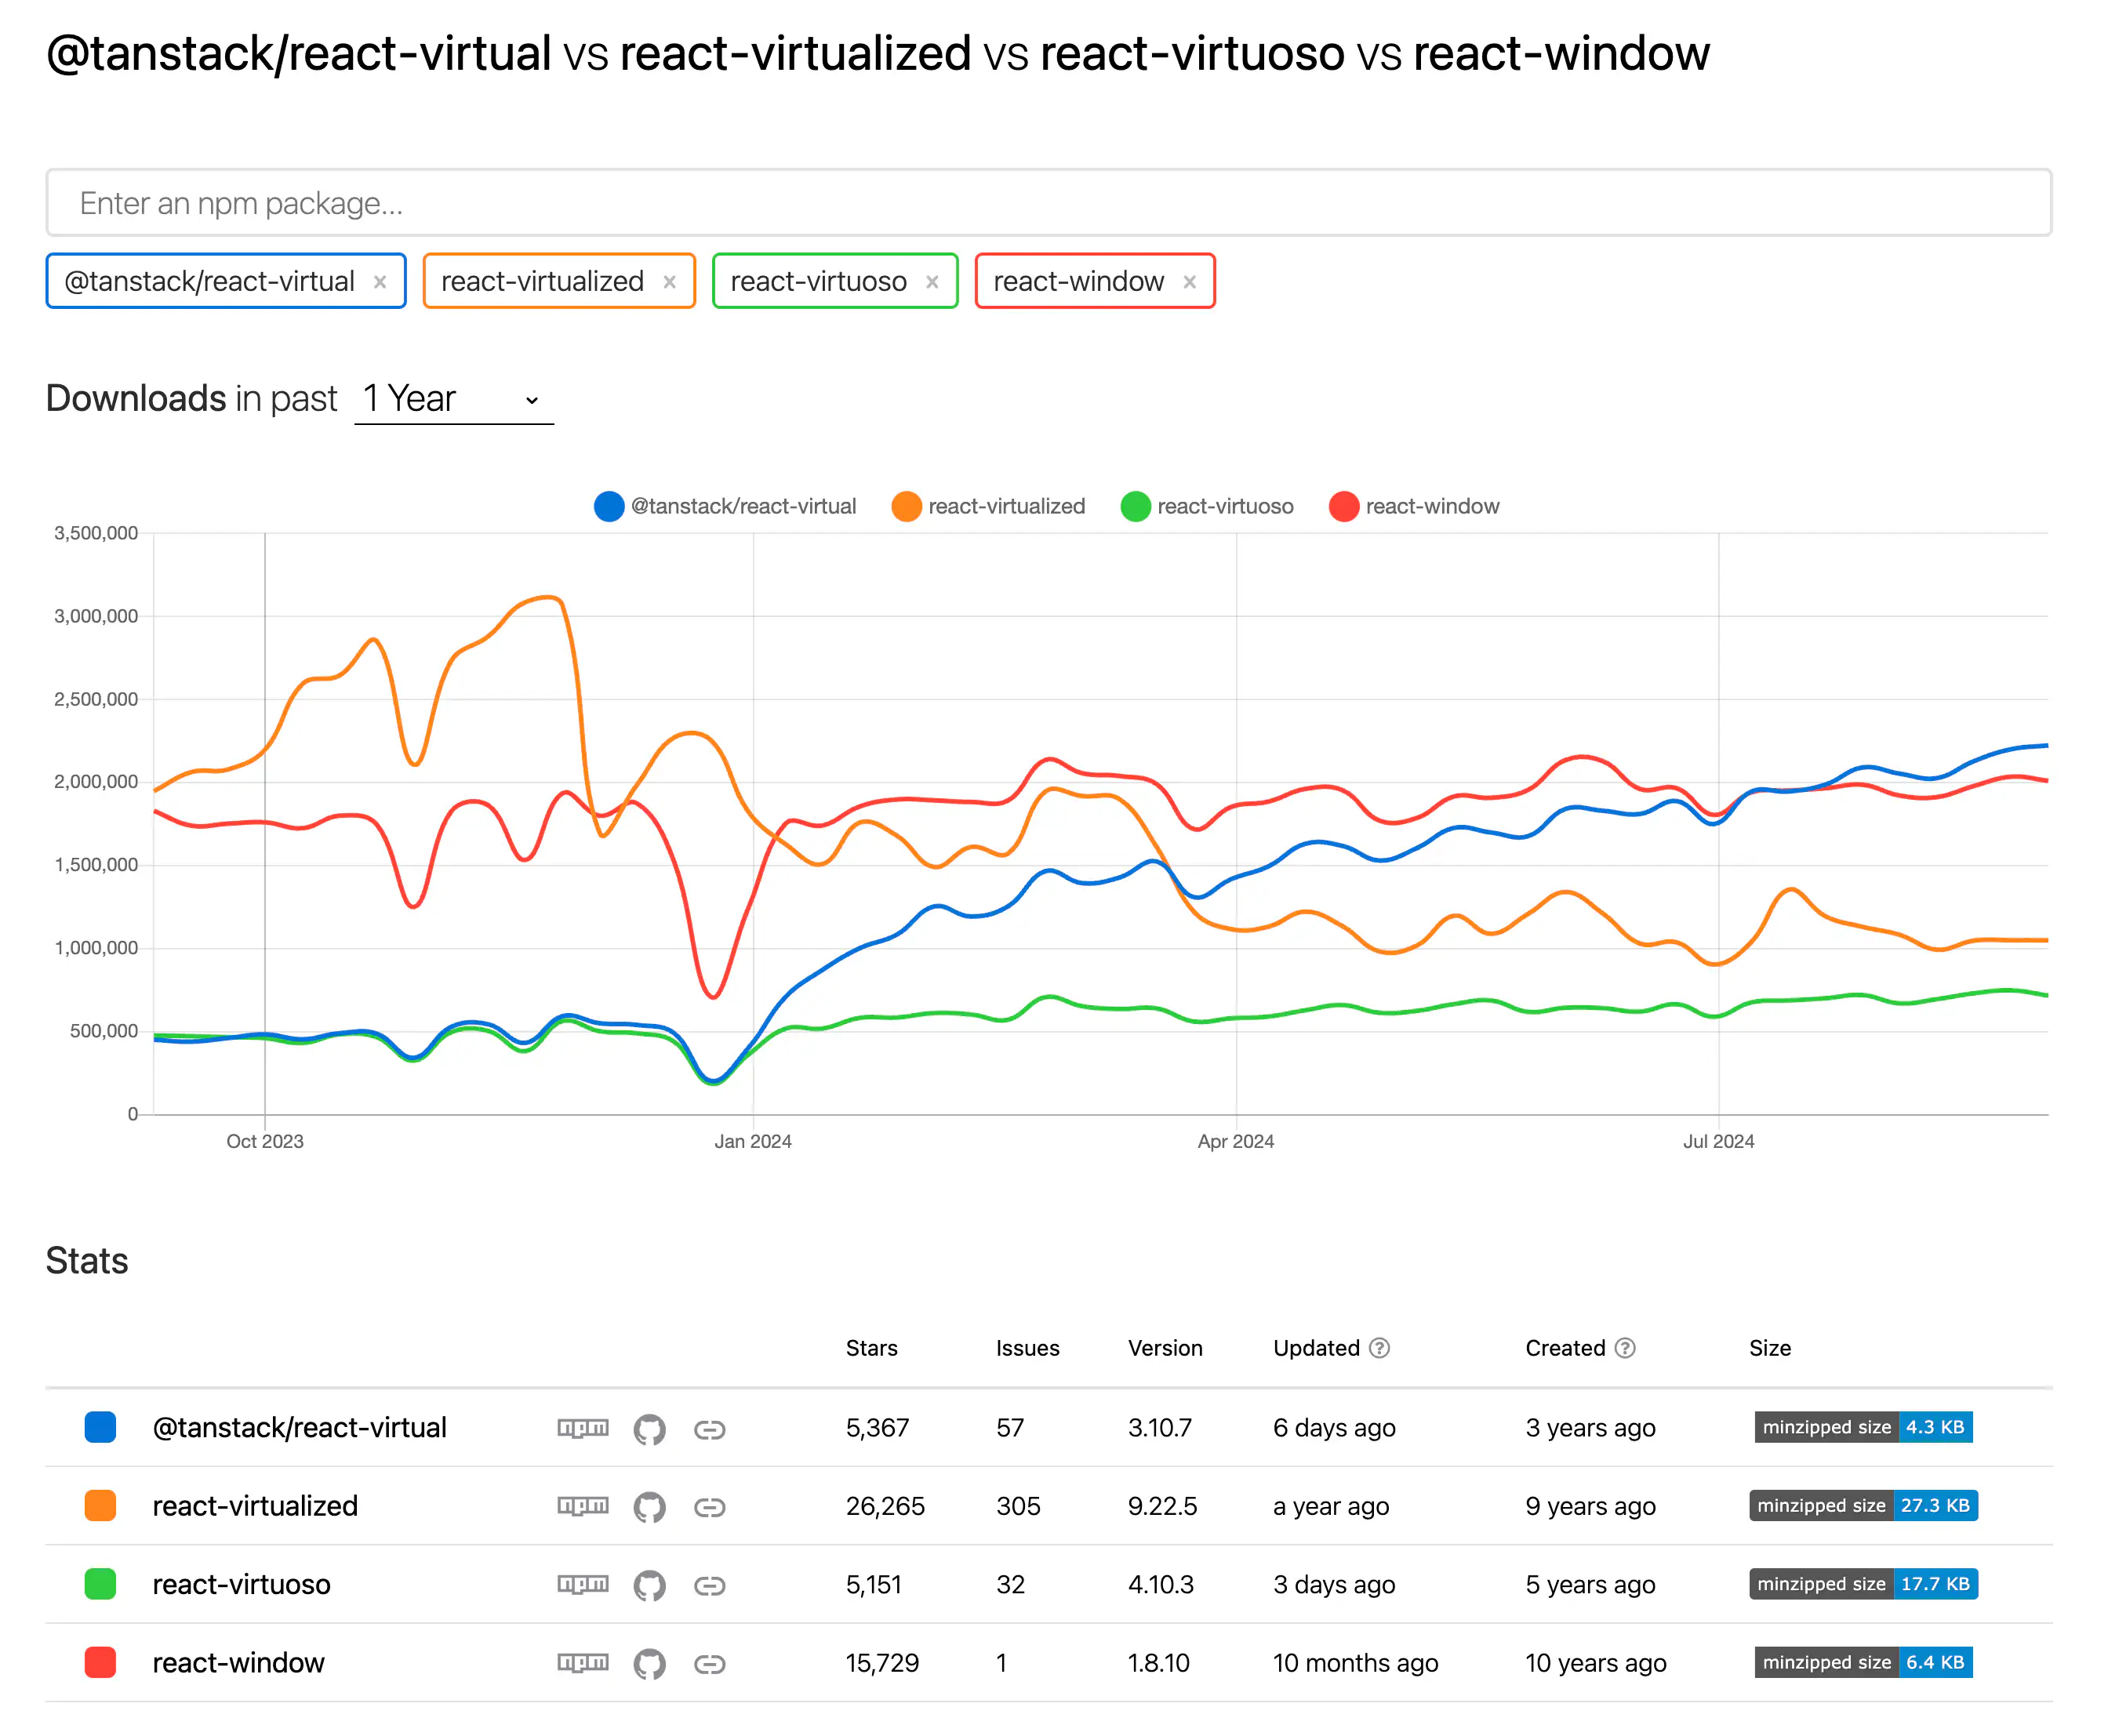 @tanstack/react-virtual vs react-virtualized vs react-virtuoso vs react-window
Enter an npm package...
@tanstack/react-virtual × react-virtualized × react-virtuoso × react-window ×
Downloads in past 1 Year
@tanstack/react-virtual react-virtualized react-virtuoso react-window
3,500,000
3,000,000
2,500,000
2,000,000
1,500,000
1,000,000
500,000
0
Oct 2023 Jan 2024 Apr 2024 Jul 2024
Stats
Stars Issues Version Updated ? Created ? Size
@tanstack/react-virtual npm 5,367 57 3.10.7 6 days ago 3 years ago minzipped size 4.3 KB
react-virtualized npm 26,265 305 9.22.5 a year ago 9 years ago minzipped size 27.3 KB
react-virtuoso npm 5,151 32 4.10.3 3 days ago 5 years ago minzipped size 17.7 KB
react-window npm 15,729 1 1.8.10 10 months ago 10 years ago minzipped size 6.4 KB